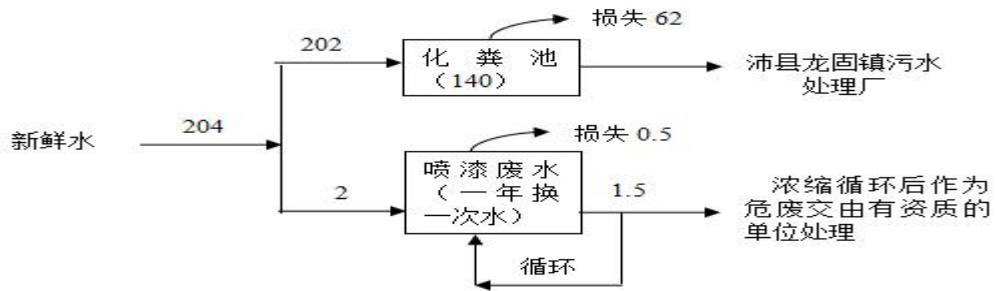 损失 62
202
化 粪 池
（140）
沛县龙固镇污水
处理厂
新鲜水
204
损失 0.5
喷 漆 废 水
（ 一 年 换
一次水）
2
1.5
浓缩循环后作为
危废交由有资质的
单位处理
循环